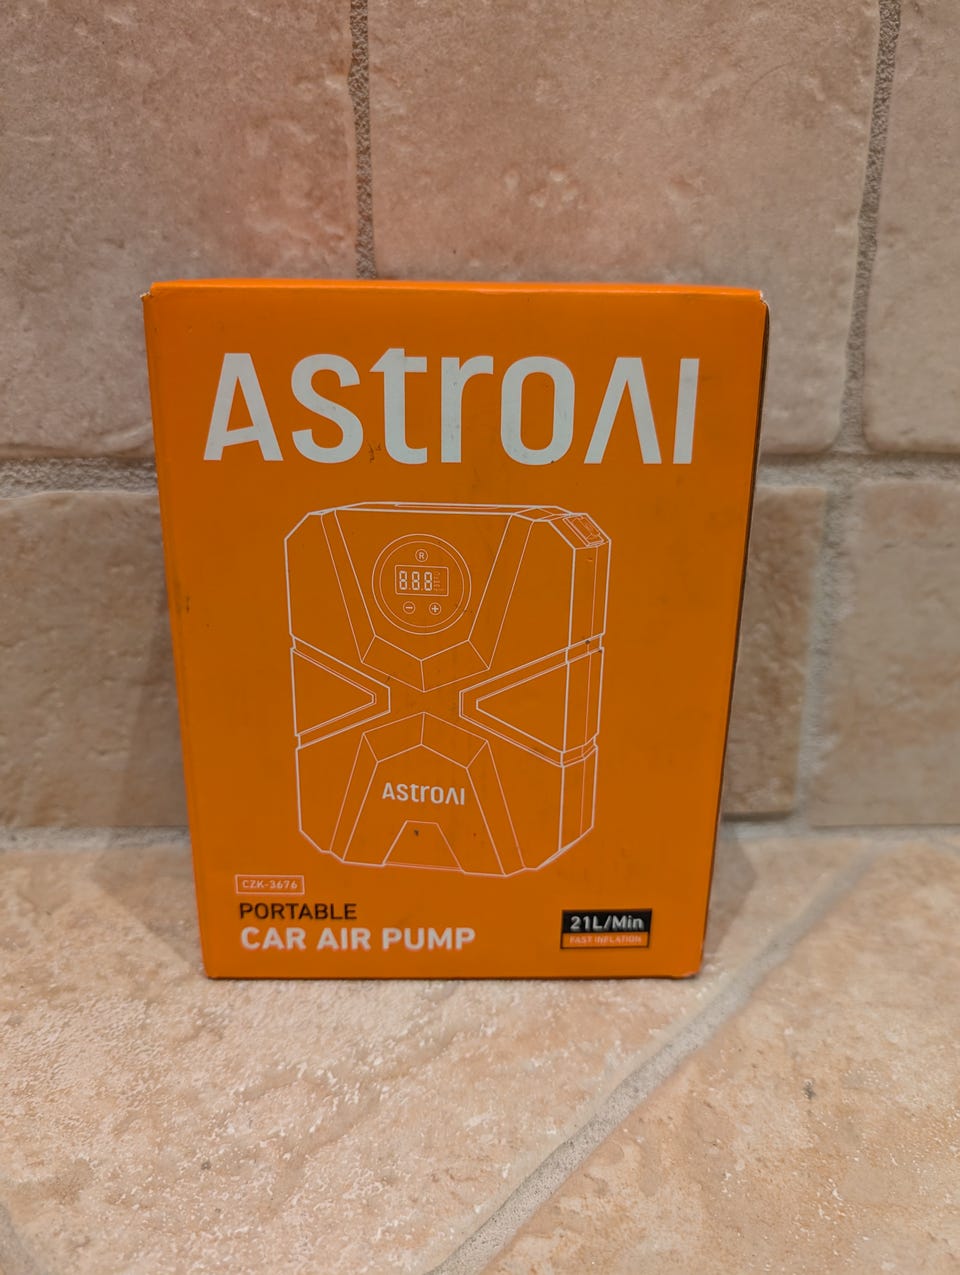 ASTROAI
R
888
- +
ASTROAI
CZK-3676
PORTABLE
CAR AIR PUMP
21L/Min
FAST INFLATION